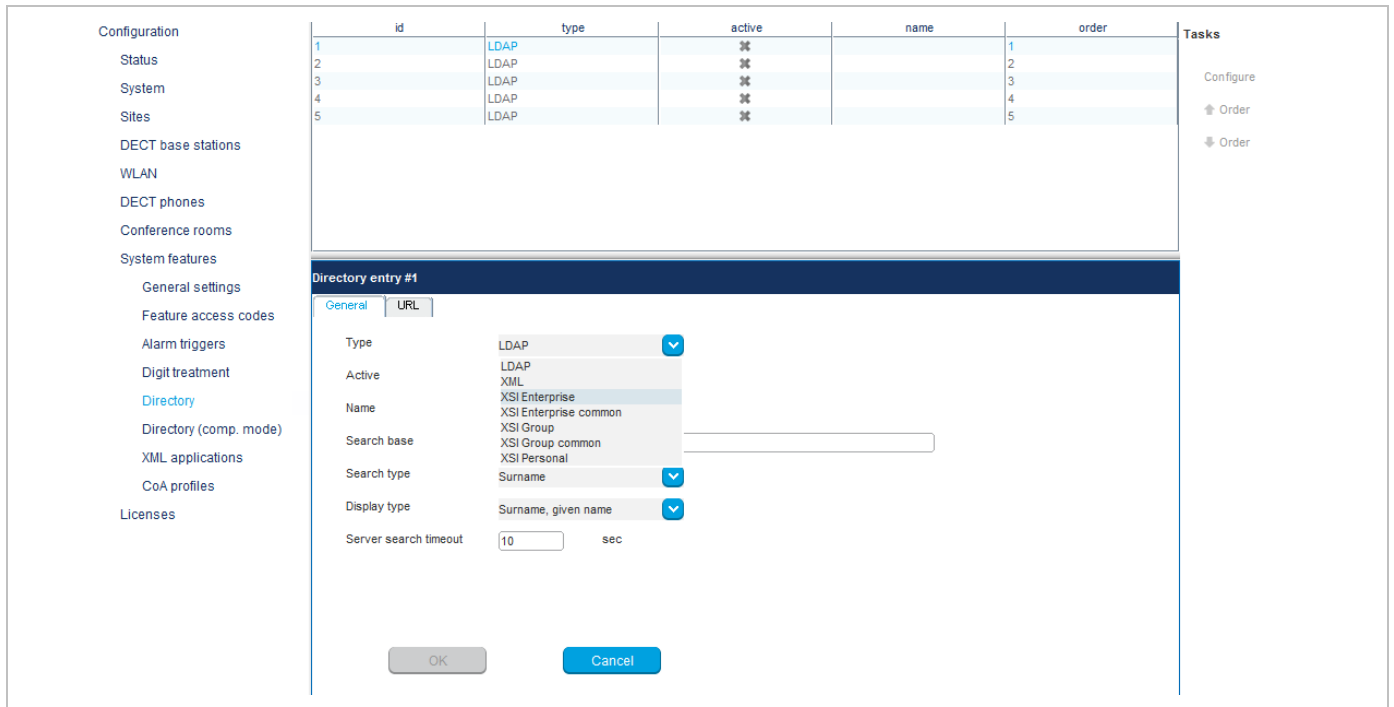 Configuration
Status
System
Sites
DECT base stations
WLAN
DECT phones
Conference rooms
System features
General settings
Feature access codes
Alarm triggers
Digit treatment
Directory
Directory (comp. mode)
XML applications
CoA profiles
Licenses
id type active name order
1 LDAP 1
2 LDAP 2
3 LDAP 3
4 LDAP 4
5 LDAP 5
Directory entry #1
General URL
Type LDAP
LDAP
XML
XSI Enterprise
XSI Enterprise common
XSI Group
XSI Group common
XSI Personal
Active
Name
Search base
Search type Surname
Display type Surname, given name
Server search timeout 10 sec
OK Cancel
Tasks
Configure
Order
Order